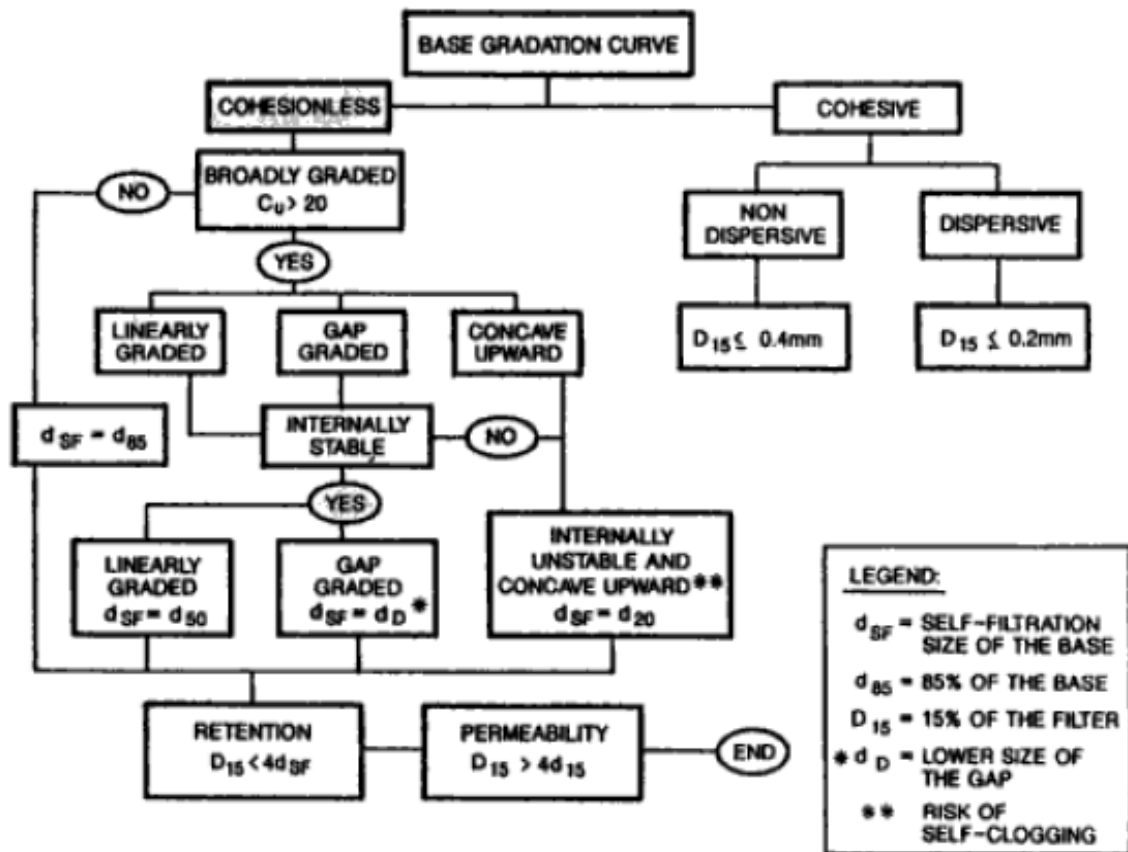 BASE GRADATION CURVE
COHESIONLESS
COHESIVE
NO
BROADLY GRADED
Cu > 20
NON
DISPERSIVE
DISPERSIVE
YES
LINEARLY
GRADED
GAP
GRADED
CONCAVE
UPWARD
D15 ≤ 0.4mm
D15 ≤ 0.2mm
dSF = d85
INTERNALLY
STABLE
NO
YES
LINEARLY
GRADED
dSF = d50
GAP
GRADED
dSF = dD*
INTERNALLY
UNSTABLE AND
CONCAVE UPWARD**
dSF = d20
RETENTION
D15 < 4dSF
PERMEABILITY
D15 > 4d15
END
LEGEND:
dSF = SELF-FILTRATION
SIZE OF THE BASE
d85 = 85% OF THE BASE
D15 = 15% OF THE FILTER
* dD = LOWER SIZE OF
THE GAP
** RISK OF
SELF-CLOGGING